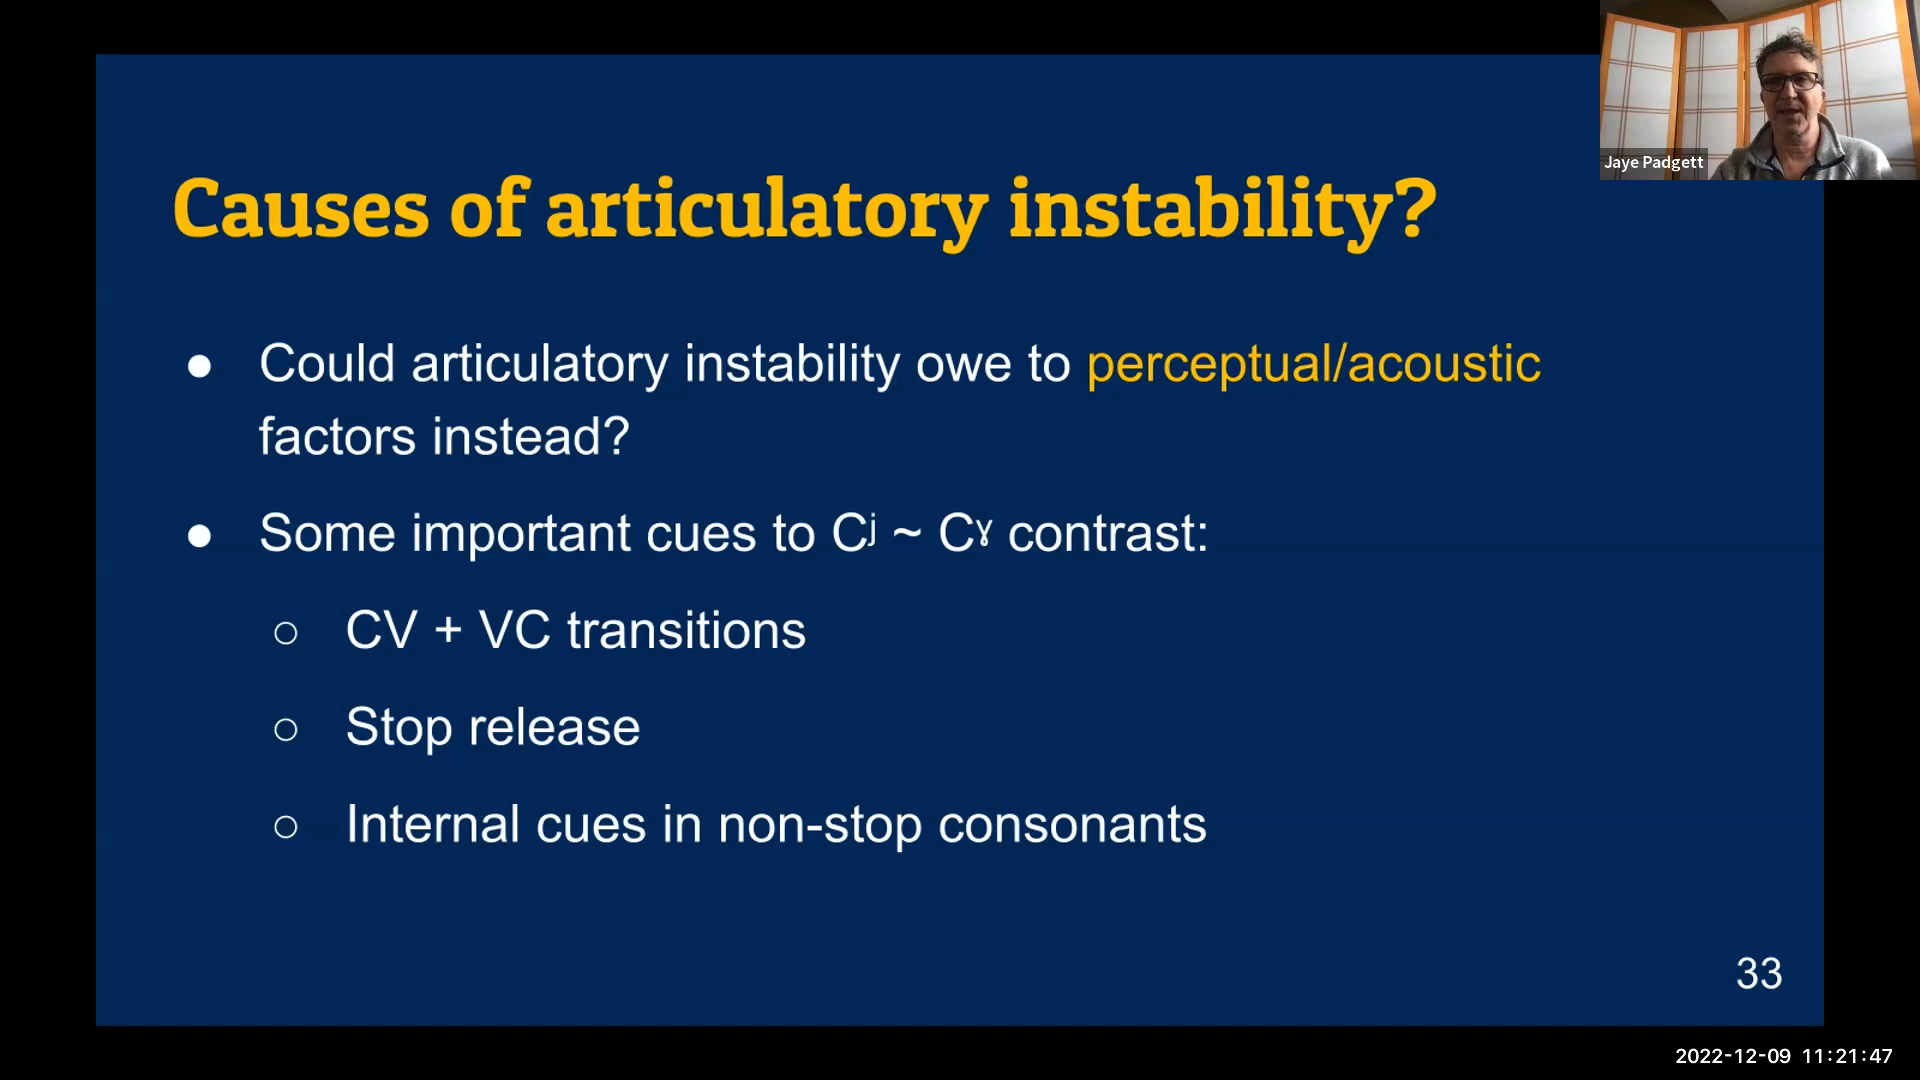 Jaye Padgett
Causes of articulatory instability?
● Could articulatory instability owe to perceptual/acoustic
factors instead?
● Some important cues to Cʲ ~ Cˠ contrast:
○ CV + VC transitions
○ Stop release
○ Internal cues in non-stop consonants
33
2022-12-09 11:21:47